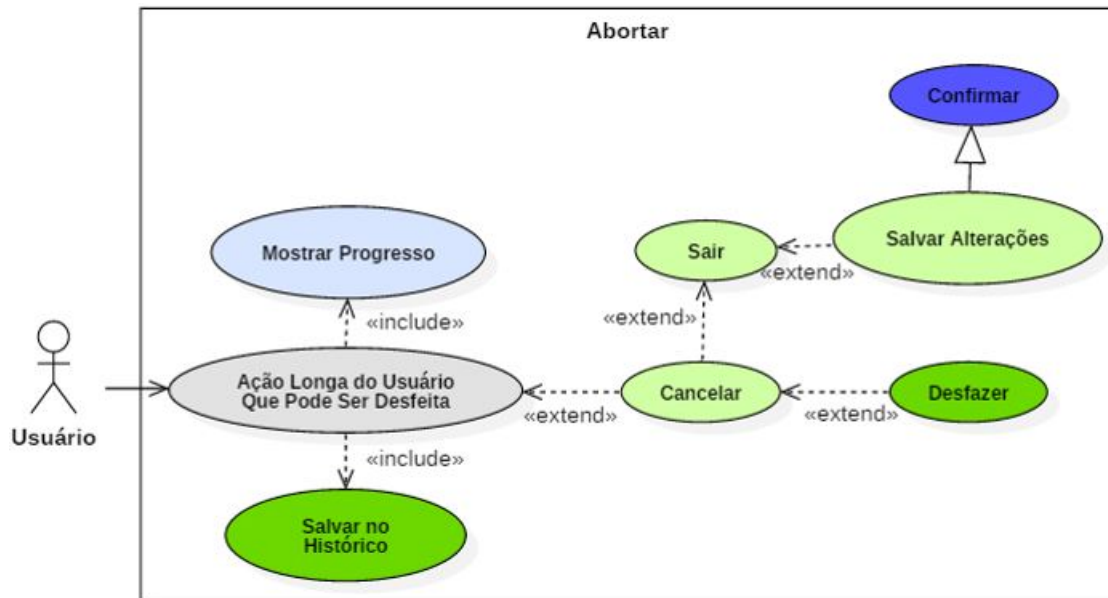 Abortar
Confirmar
Mostrar Progresso
Sair
«extend»
Salvar Alterações
«include»
«extend»
Usuário
Ação Longa do Usuário
Que Pode Ser Desfeita
«extend»
Cancelar
«extend»
Desfazer
«include»
Salvar no
Histórico